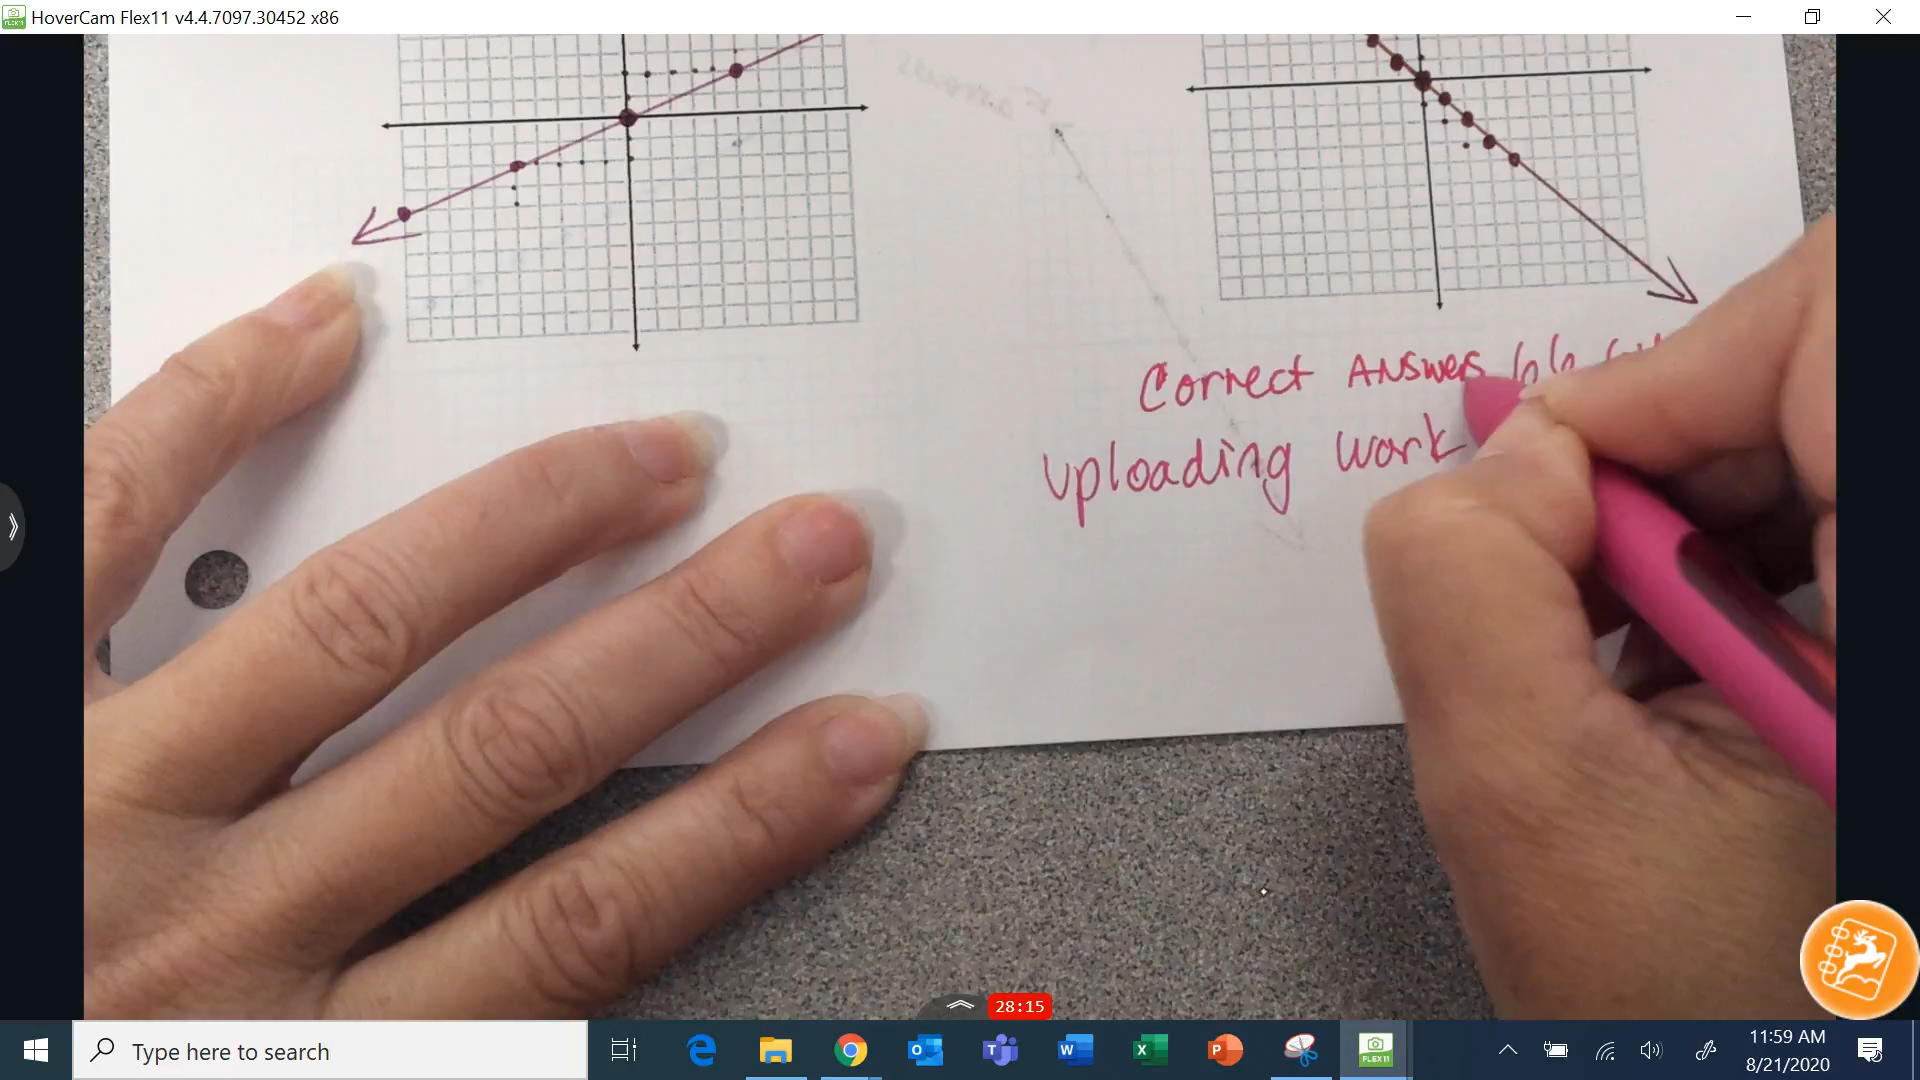 HoverCam Flex11 v4.4.7097.30452 x86
Correct Answers
Uploading work
28:15
Type here to search
FLEX11
11:59 AM
8/21/2020